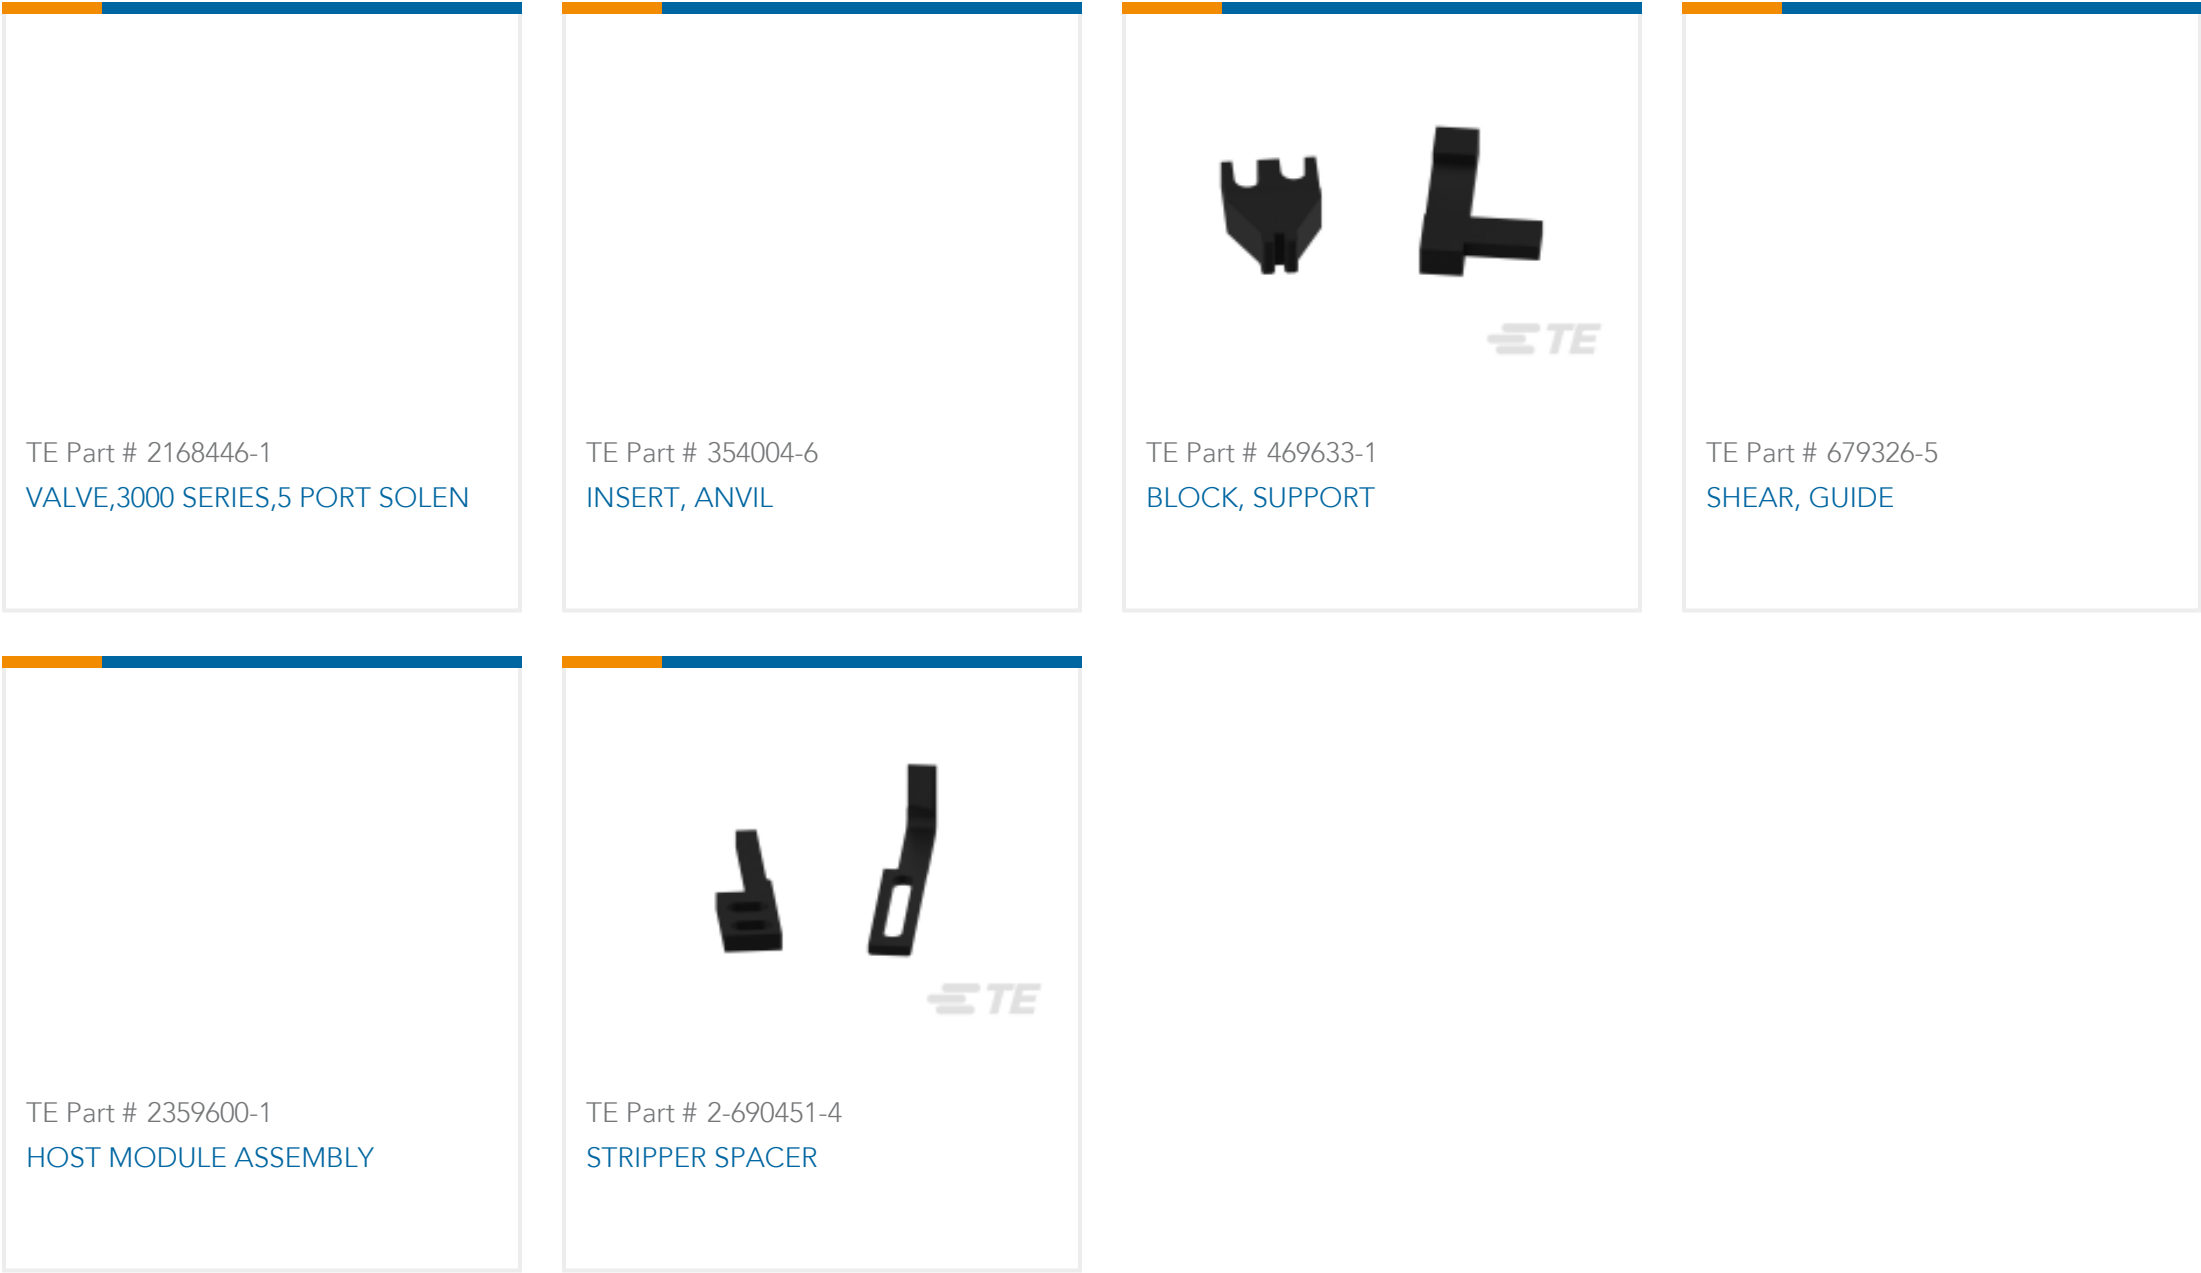 TE Part # 2168446-1
VALVE,3000 SERIES,5 PORT SOLEN
TE Part # 354004-6
INSERT, ANVIL
TE
TE Part # 469633-1
BLOCK, SUPPORT
TE Part # 679326-5
SHEAR, GUIDE
TE Part # 2359600-1
HOST MODULE ASSEMBLY
TE
TE Part # 2-690451-4
STRIPPER SPACER